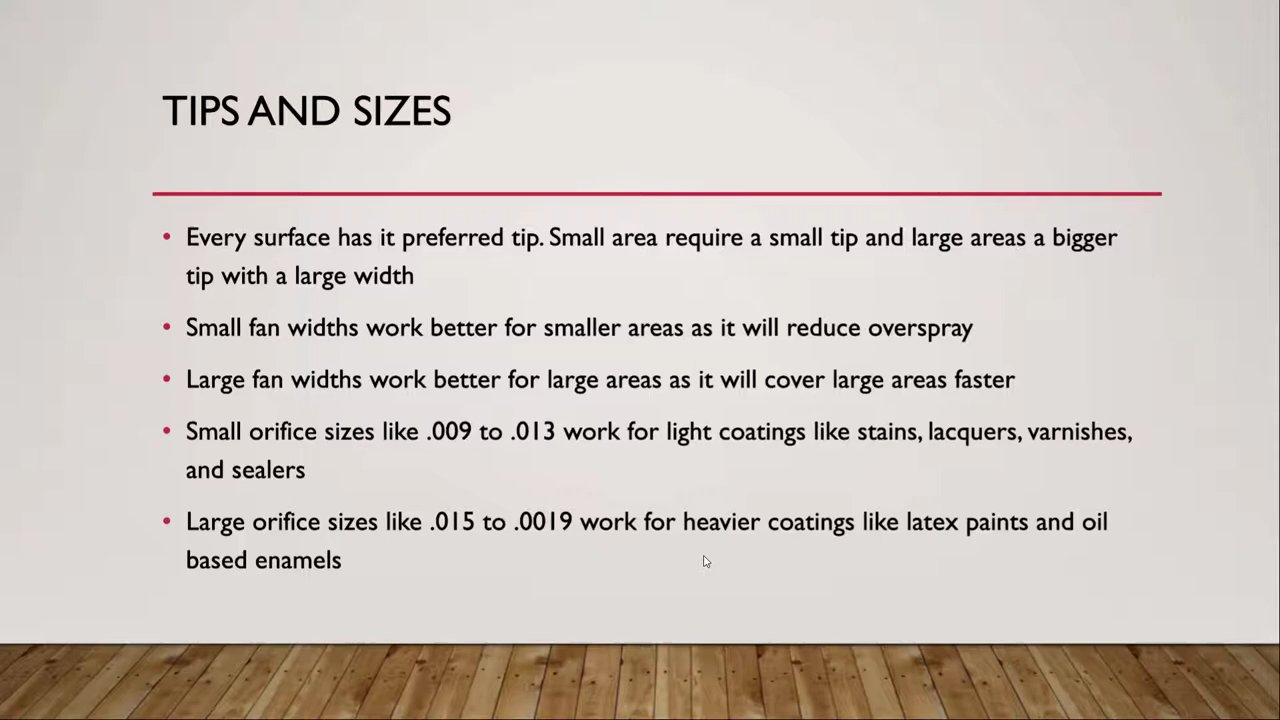 TIPS AND SIZES
• Every surface has it preferred tip. Small area require a small tip and large areas a bigger
tip with a large width
• Small fan widths work better for smaller areas as it will reduce overspray
• Large fan widths work better for large areas as it will cover large areas faster
• Small orifice sizes like .009 to .013 work for light coatings like stains, lacquers, varnishes,
and sealers
• Large orifice sizes like .015 to .0019 work for heavier coatings like latex paints and oil
based enamels